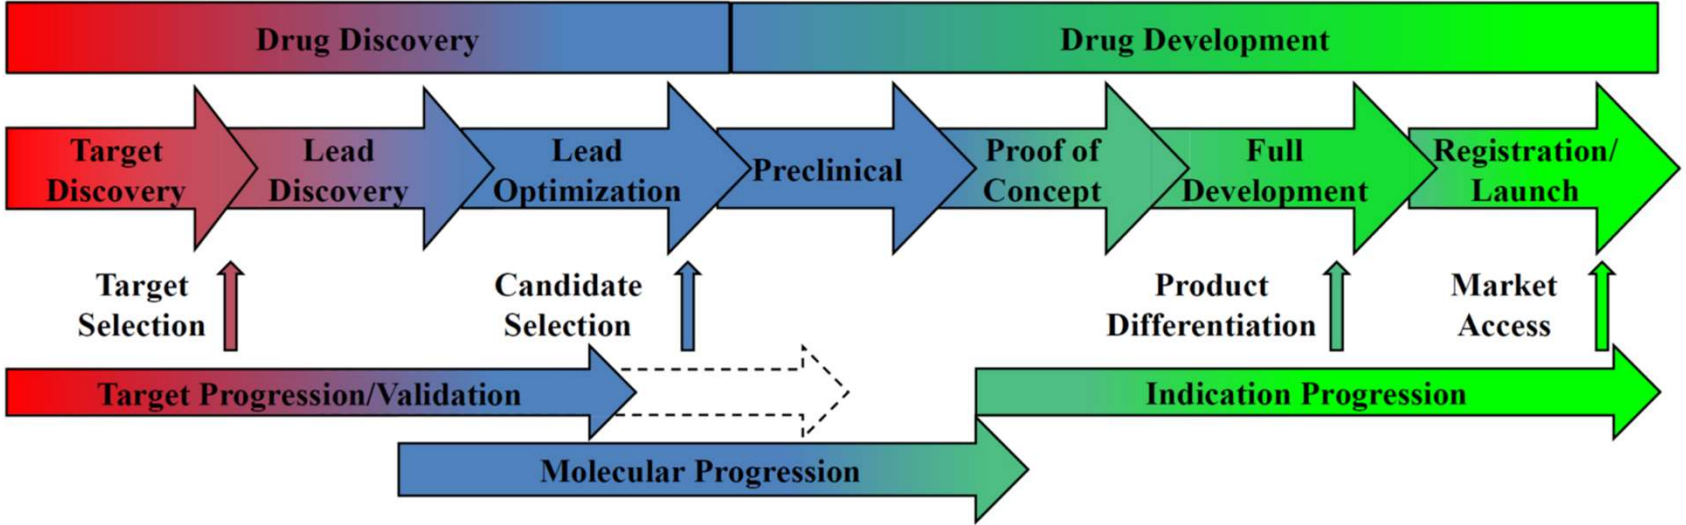 Drug Discovery
Drug Development
Target
Discovery
Lead
Discovery
Lead
Optimization
Preclinical
Proof of
Concept
Full
Development
Registration/
Launch
Target
Selection
Candidate
Selection
Product
Differentiation
Market
Access
Target Progression/Validation
Indication Progression
Molecular Progression